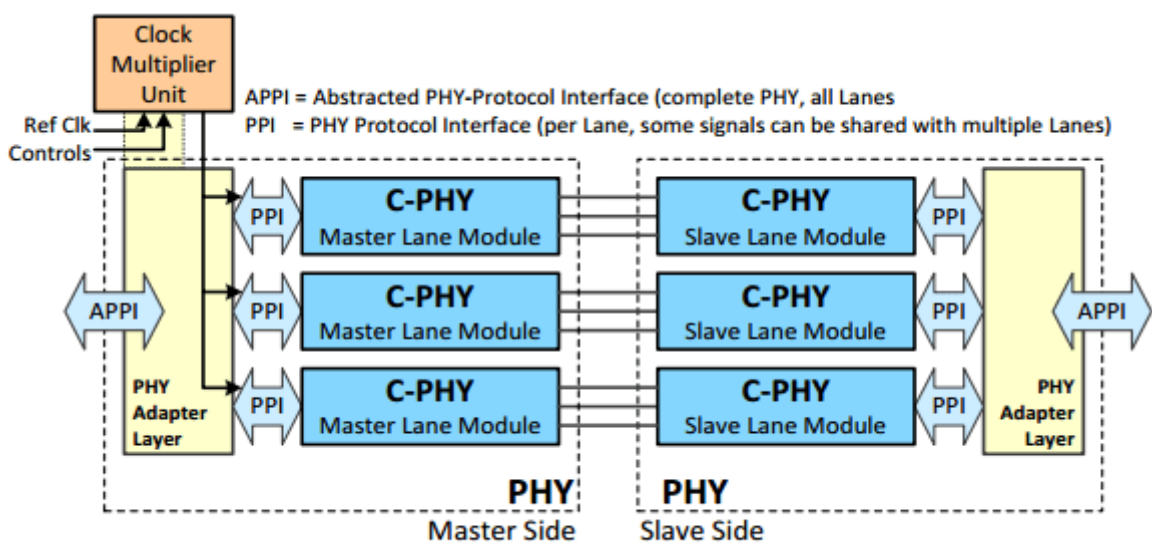 Clock
Multiplier
Unit
APPI = Abstracted PHY-Protocol Interface (complete PHY, all Lanes
PPI = PHY Protocol Interface (per Lane, some signals can be shared with multiple Lanes)
Ref Clk
Controls
PPI
C-PHY
Master Lane Module
C-PHY
Slave Lane Module
PPI
APPI
PPI
C-PHY
Master Lane Module
C-PHY
Slave Lane Module
PPI
APPI
PHY
Adapter
Layer
PPI
C-PHY
Master Lane Module
C-PHY
Slave Lane Module
PPI
PHY
Adapter
Layer
PHY
Master Side
PHY
Slave Side